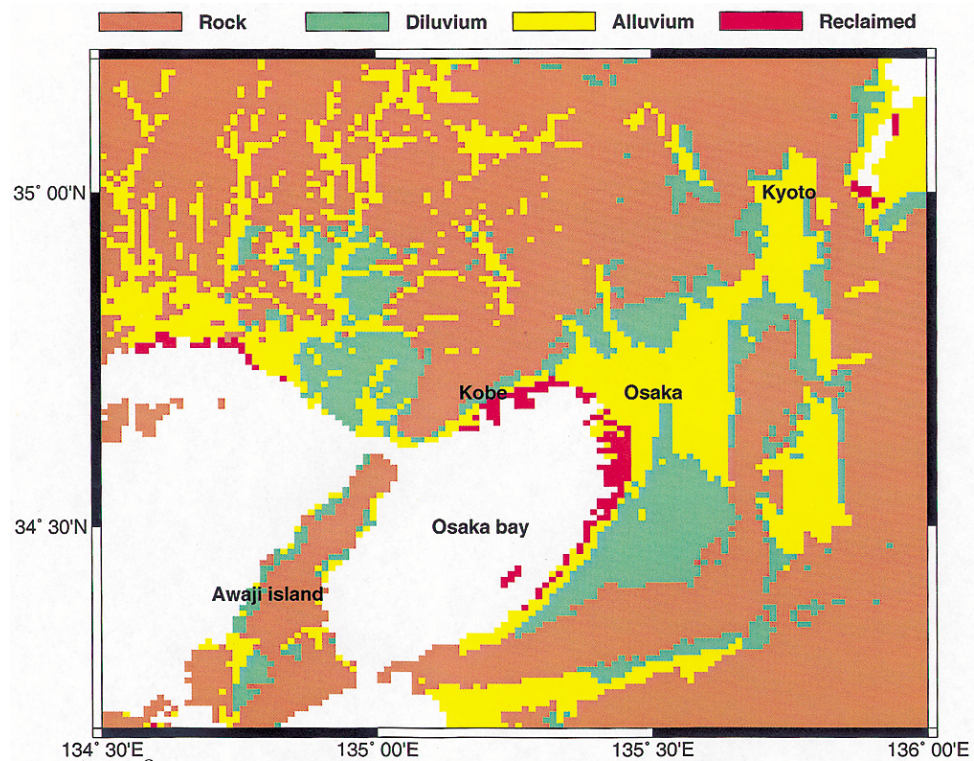 Rock Diluvium Alluvium Reclaimed
35° 00'N
Kyoto
Kobe
Osaka
34° 30'N
Osaka bay
Awaji island
134° 30'E 135° 00'E 135° 30'E 136° 00'E